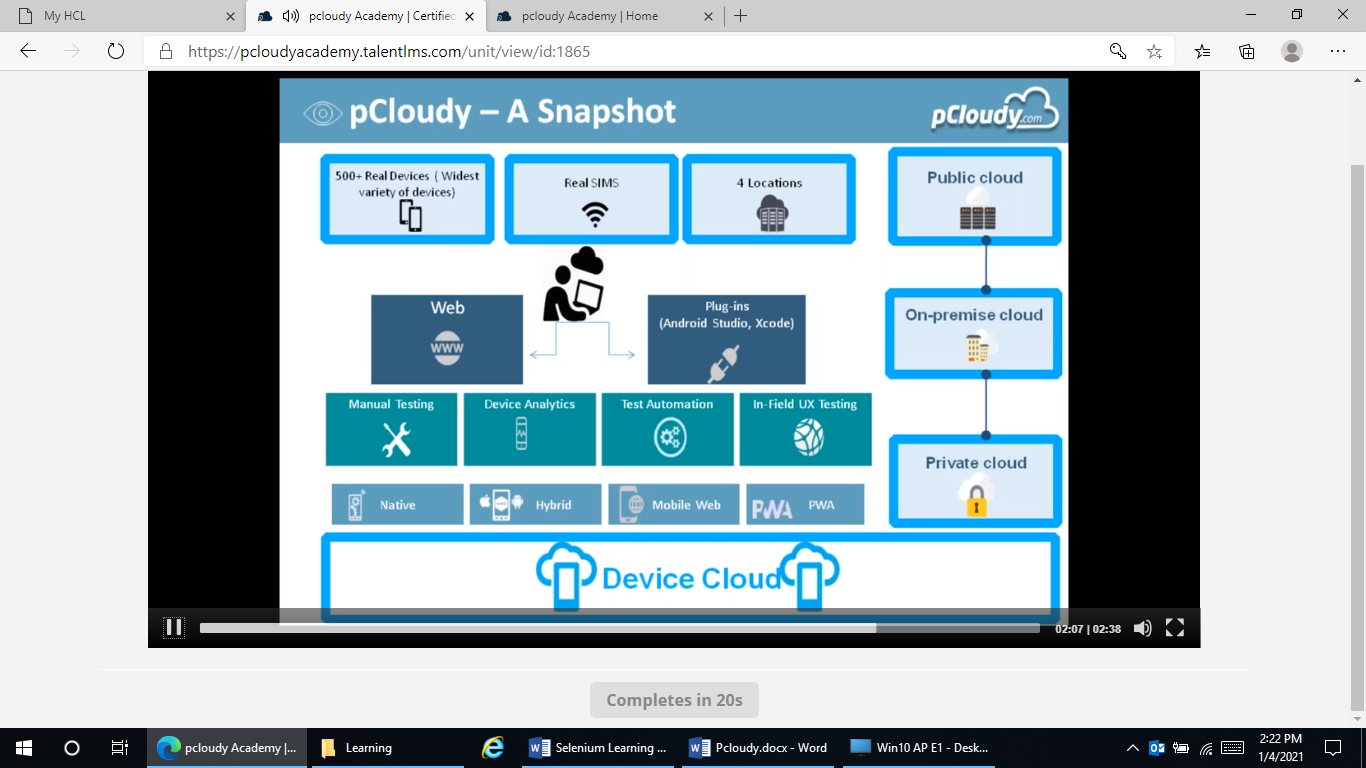 My HCL
pcloudy Academy | Certified
pcloudy Academy | Home
https://pcloudyacademy.talentlms.com/unit/view/id:1865
pCloudy – A Snapshot
pCloudy.com
500+ Real Devices ( Widest
variety of devices)
Real SIMS
4 Locations
Public cloud
Web
WWW
Plug-ins
(Android Studio, Xcode)
On-premise cloud
Manual Testing
Device Analytics
Test Automation
In-Field UX Testing
Private cloud
Native
Hybrid
Mobile Web
PWA
PWA
Device Cloud
02:07 | 02:38
Completes in 20s
pcloudy Academy |...
Learning
Selenium Learning ...
Pcloudy.docx - Word
Win10 AP E1 - Desk...
2:22 PM
1/4/2021